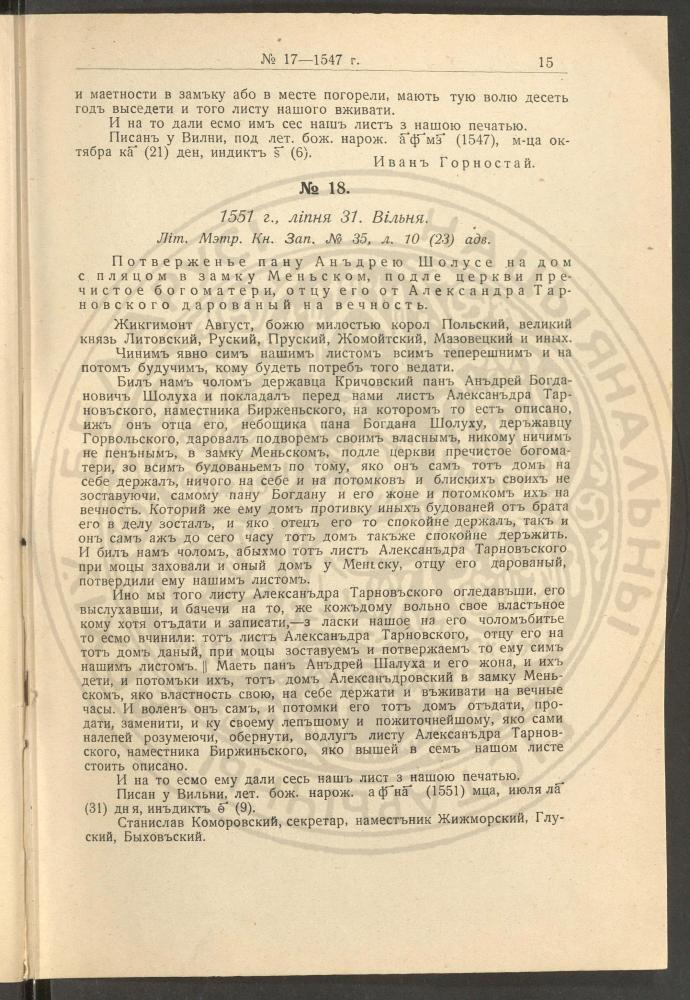 № 17—1547 г. 15
и маетности в замъку або в месте погорели, мають тую волю десеть
годъ выседети и того листу нашого вживати.
И на то дали есмо имъ сес нашъ листъ з нашою печатью.
Писанъ у Вилни, под лет. бож. нарож. а҃ф҃мз҃ (1547), м-ца ок-
тября ка҃ (21) ден, индиктъ ѕ҃ (6).
Иванъ Горностай.
№ 18.
1551 г., ліпня 31. Вільня.
Літ. Мэтр. Кн. Зап. № 35, л. 10 (23) адв.
Потверженье пану Анъдрею Шолусе на дом
с пляцом в замку Меньском, подле церкви пре-
чистое богоматери, отцу его от Александра Тар-
новского дарованый на вечность.
Жикгимонт Август, божю милостью корол Польский, великий
князь Литовский, Руский, Пруский, Жомойтский, Мазовецкий и иных.
Чинимъ явно симъ нашимъ листомъ всимъ теперешнимъ и на
потомъ будучимъ, кому будеть потребъ того ведати.
Билъ намъ чоломъ державца Кричовский панъ Анъдрей Богда-
новичъ Шолуха и покладалъ перед нами листъ Алексанъдра Тар-
новъского, наместника Бирженьского, на котором то естъ описано,
ижъ онъ отца его, небощика пана Богдана Шолуху, деръжавцу
Горвольского, даровалъ подворемъ своимъ власнымъ, никому ничимъ
не пенънымъ, в замку Меньском, подле церкви пречистое богома-
тери, зо всимъ будованьемъ по тому, яко онъ самъ тотъ домъ на
себе держалъ, ничого на себе и на потомковъ и блискихъ своихъ не
зоставуючи, самому пану Богдану и его жоне и потомкомъ ихъ на
вечность. Которий же ему домъ противку иныхъ будованей отъ брата
его в делу зосталъ, и яко отецъ его то спокойне держалъ, такъ и
онъ самъ ажъ до сего часу тотъ домъ такъже спокойне деръжить.
И билъ намъ чоломъ, абыхмо тотъ листъ Алексанъдра Тарновъского
при моцы заховали и оный домъ у Менъску, отцу его дарованый,
потвердили ему нашимъ листомъ.
Ино мы того листу Алексанъдра Тарновъского огледавъши, его
выслухавши, и бачечи на то, же кожъдому вольно свое властъное
кому хотя отъдати и записати,—з ласки нашое на его чоломъбитье
то есмо вчинили: тотъ листъ Алексанъдра Тарновского, отцу его на
тотъ домъ даный, при моцы зоставуем и потвержаемъ то ему симъ
нашимъ листомъ. || Маеть панъ Анъдрей Шалуха и его жона, и ихъ
дети, и потомъки ихъ, тотъ домъ Алексанъдровский в замку Мень-
скомъ, яко властность свою, на себе держати и въживати на вечные
часы. И воленъ онъ самъ, и потомки его тотъ домъ отъдати, про-
дати, заменити, и ку своему лепъшому и пожиточнейшому, яко сами
налепей розумеючи, обернути, водлугъ листу Алексанъдра Тарнов-
ского, наместника Биржиньского, яко вышей в семъ нашом листе
стоить описано.
И на то есмо ему дали сесь нашъ лист з нашою печатью.
Писан у Вильни, лет. бож. нарож. аф҃на҃ (1551) мца, июля ла҃
(31) дня, инъдиктъ ѳ҃ (9).
Станислав Коморовский, секретар, наместъник Жижморский, Глу-
ский, Быховъский.